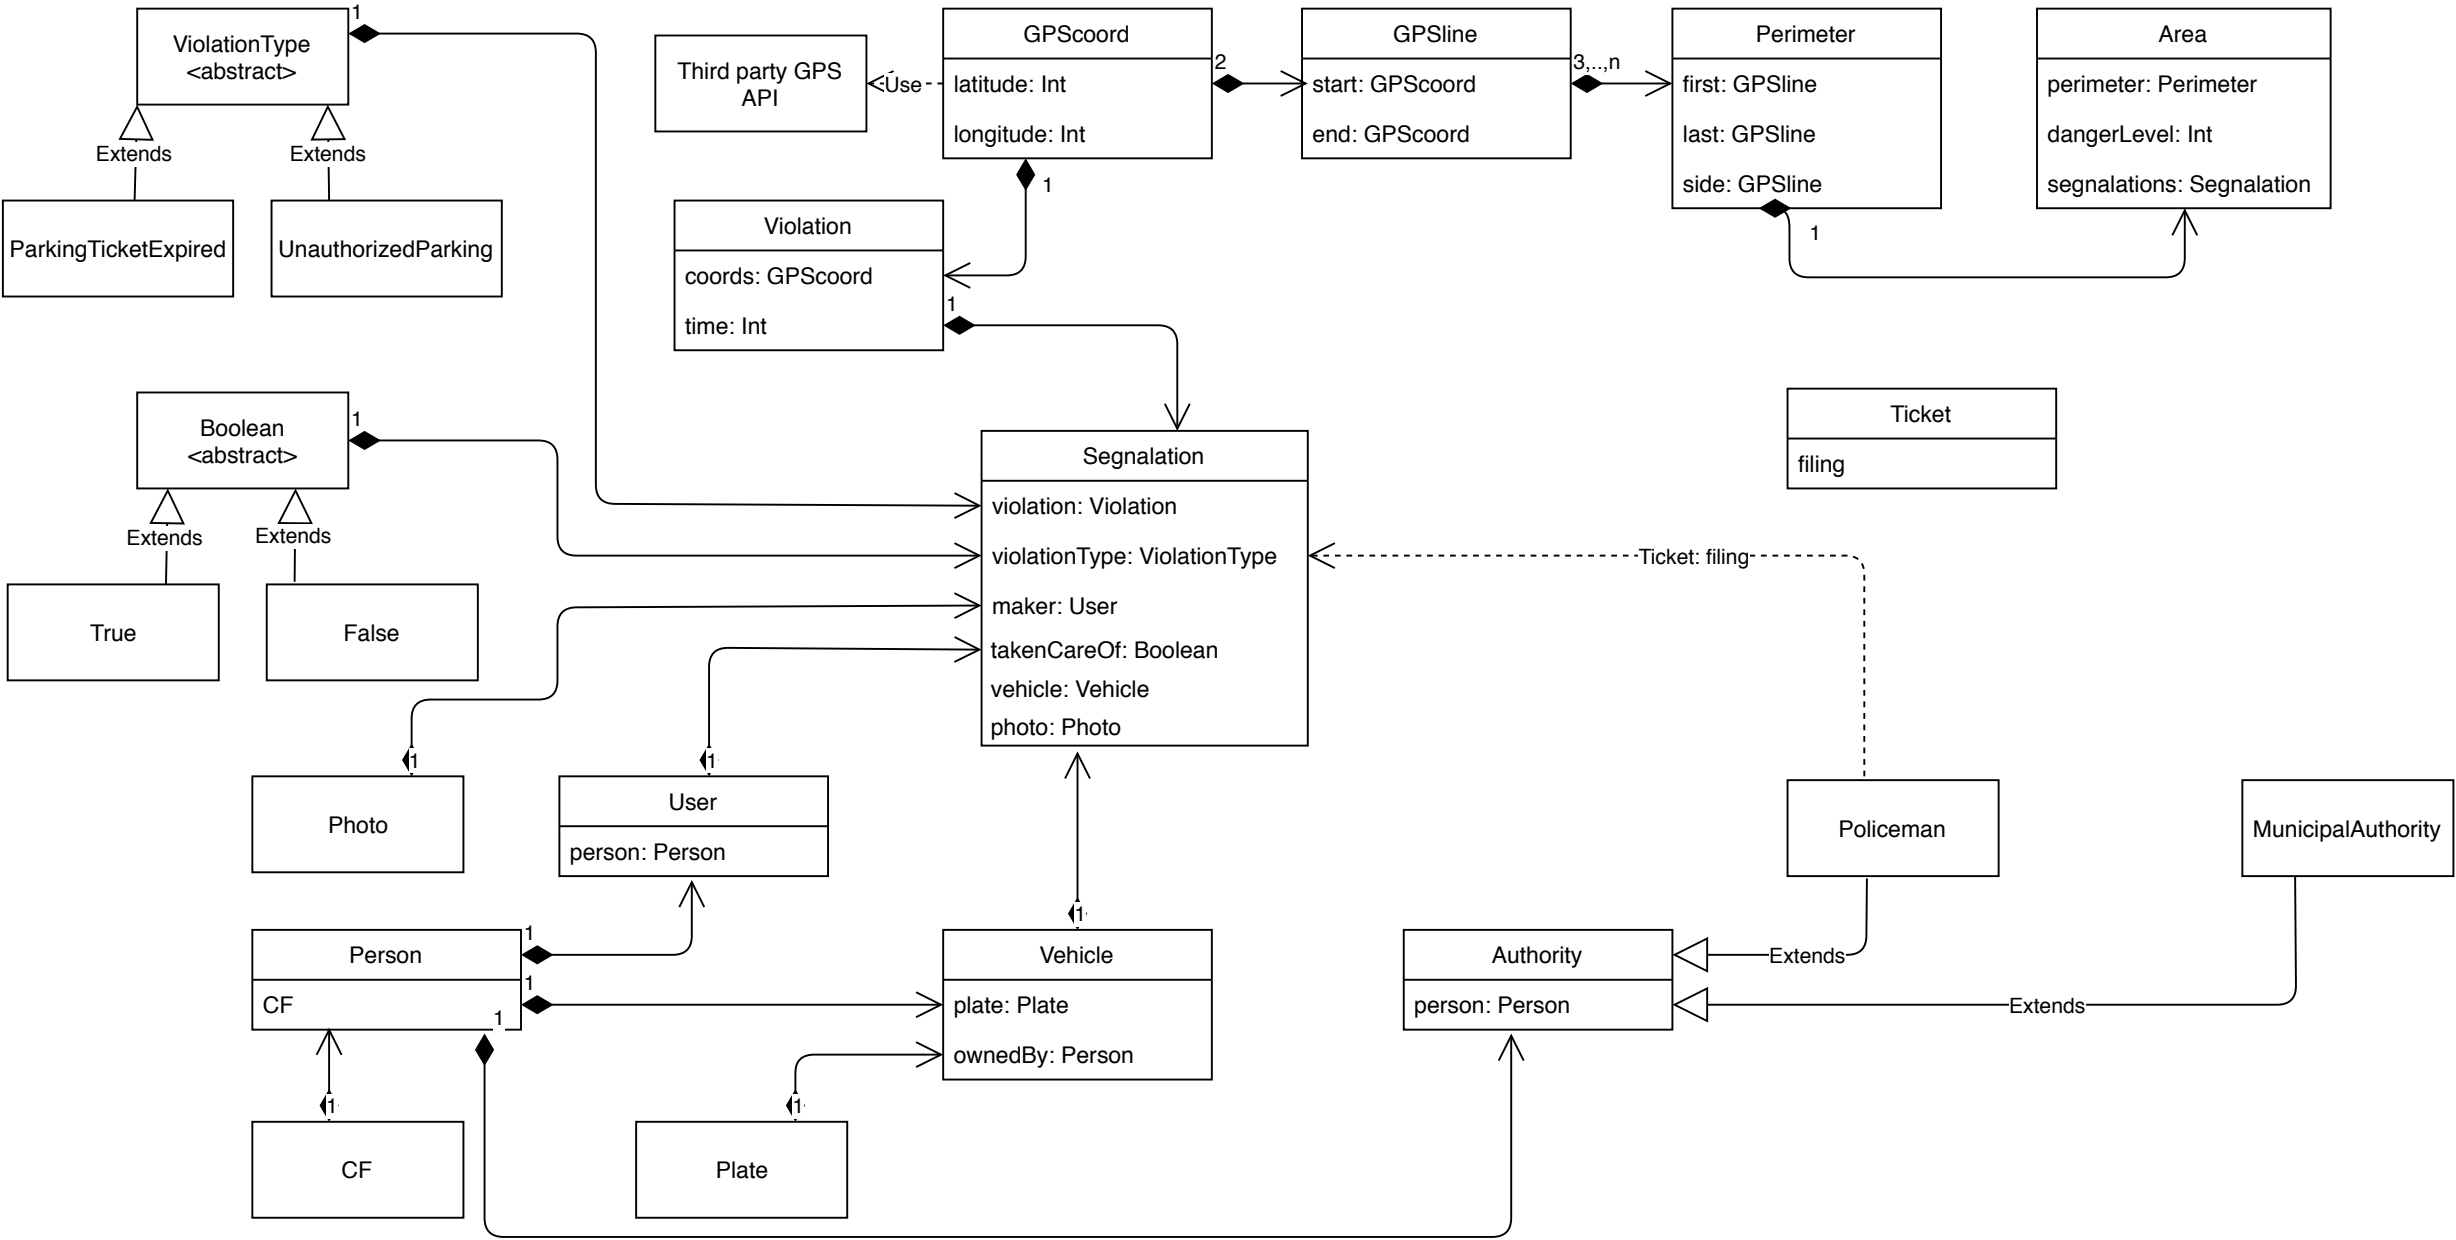 1
ViolationType
<abstract>
Extends
Extends
ParkingTicketExpired
UnauthorizedParking
Third party GPS
API
Use
GPScoord
latitude: Int
longitude: Int
2
1
GPSline
start: GPScoord
end: GPScoord
3,..,n
Perimeter
first: GPSline
last: GPSline
side: GPSline
1
Area
perimeter: Perimeter
dangerLevel: Int
segnalations: Segnalation
Violation
coords: GPScoord
time: Int
1
Boolean
<abstract>
1
Extends
Extends
True
False
Segnalation
violation: Violation
violationType: ViolationType
maker: User
takenCareOf: Boolean
vehicle: Vehicle
photo: Photo
Ticket
filing
Ticket: filing
1
Photo
1
User
person: Person
Policeman
MunicipalAuthority
Person
CF
1
1
1
1
Vehicle
plate: Plate
ownedBy: Person
Authority
person: Person
Extends
Extends
1
CF
1
Plate